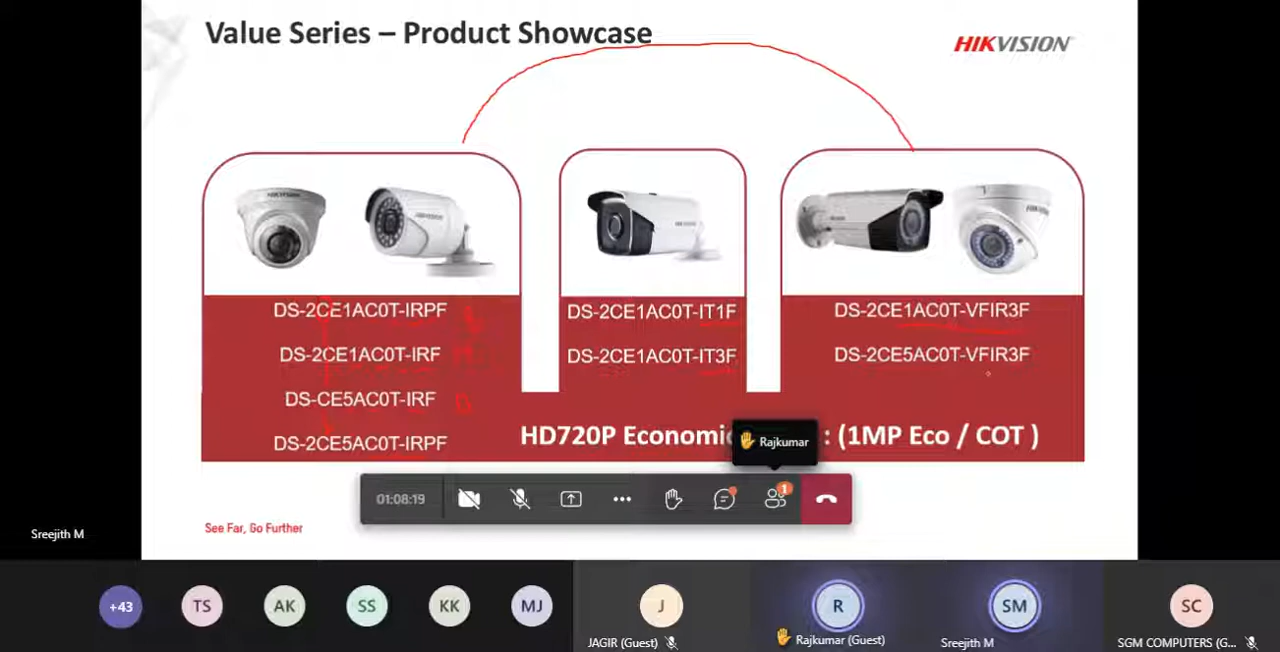 Value Series – Product Showcase
HIKVISION
HIKVISION
HIKVISION
DS-2CE1AC0T-IRPF
DS-2CE1AC0T-IRF
DS-CE5AC0T-IRF
DS-2CE5AC0T-IRPF
DS-2CE1AC0T-IT1F
DS-2CE1AC0T-IT3F
DS-2CE1AC0T-VFIR3F
DS-2CE5AC0T-VFIR3F
HD720P Economic : (1MP Eco / COT )
Rajkumar
01:08:19
1
See Far, Go Further
Sreejith M
+43
TS
AK
SS
KK
MJ
J
JAGIR (Guest)
R
Rajkumar (Guest)
SM
Sreejith M
SC
SGM COMPUTERS (G...